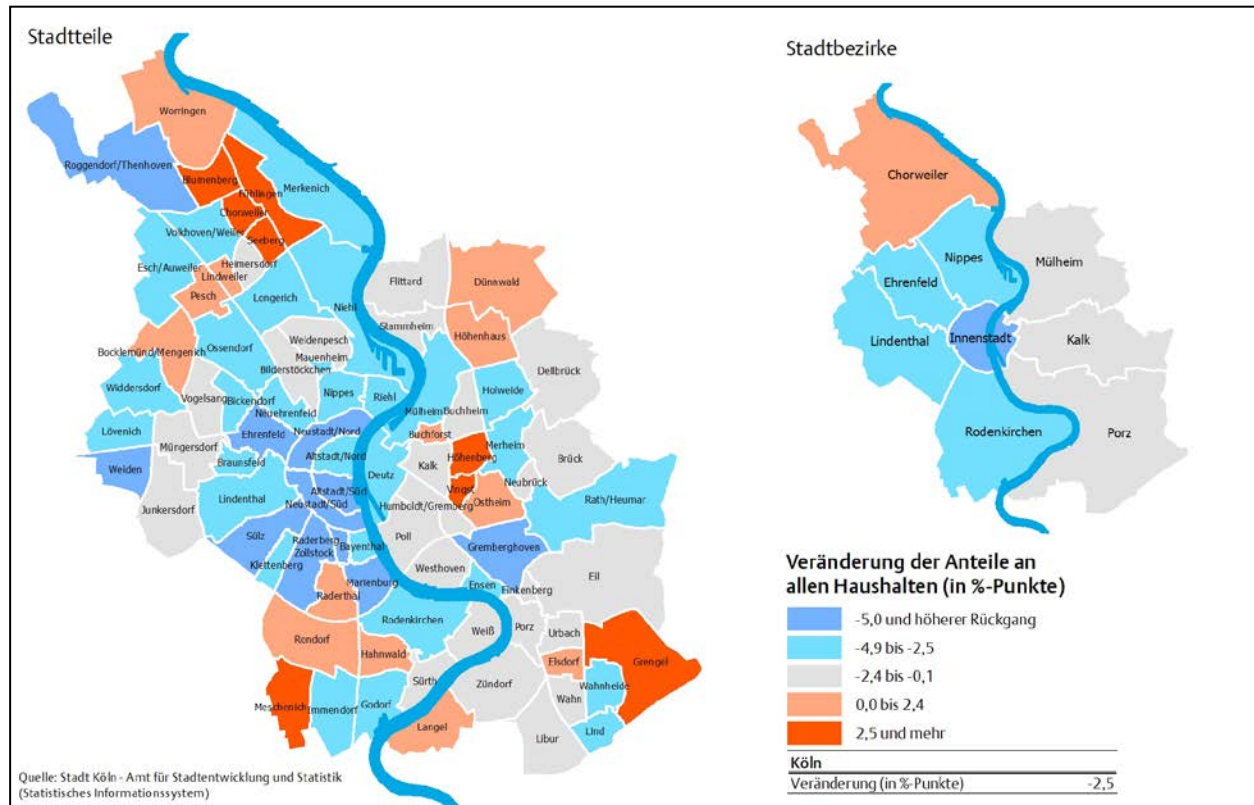 Stadtteile
Worringen
Roggendorf/Thenhoven
Blumenberg
Fühlingen
Merkenich
Chorweiler
Volkhoven/Weiler
Seeberg
Heimersdorf
Esch/Auweiler
Lindweiler
Pesch
Longerich
Niehl
Flittard
Dünnwald
Stammheim
Höhenhaus
Weidenpesch
Ossendorf
Mauenheim
Bocklemünd/Mengenich
Bilderstöckchen
Dellbrück
Widdersdorf
Vogelsang
Bickendorf
Nippes
Riehl
Holweide
Neuehrenfeld
Mülheim
Buchheim
Lövenich
Ehrenfeld
Neustadt/Nord
Buchforst
Müngersdorf
Altstadt/Nord
Merheim
Höhenberg
Brück
Braunsfeld
Kalk
Weiden
Deutz
Neubrück
Vingst
Lindenthal
Altstadt/Süd
Rath/Heumar
Neustadt/Süd
Humboldt/Gremberg
Ostheim
Junkersdorf
Raderberg
Sülz
Zollstock
Bayenthal
Poll
Gremberghoven
Klettenberg
Westhoven
Eil
Marienburg
Ensen
Finkenberg
Raderthal
Rodenkirchen
Weiß
Porz
Urbach
Rondorf
Hahnwald
Elsdorf
Grengel
Sürth
Zündorf
Wahn
Wahnheide
Meschenich
Immendorf
Godorf
Langel
Libur
Lind
Quelle: Stadt Köln - Amt für Stadtentwicklung und Statistik
(Statistisches Informationssystem)
Stadtbezirke
Chorweiler
Nippes
Mülheim
Ehrenfeld
Lindenthal
Innenstadt
Kalk
Rodenkirchen
Porz
Veränderung der Anteile an
allen Haushalten (in %-Punkte)
-5,0 und höherer Rückgang
-4,9 bis -2,5
-2,4 bis -0,1
0,0 bis 2,4
2,5 und mehr
Köln
Veränderung (in %-Punkte) -2,5